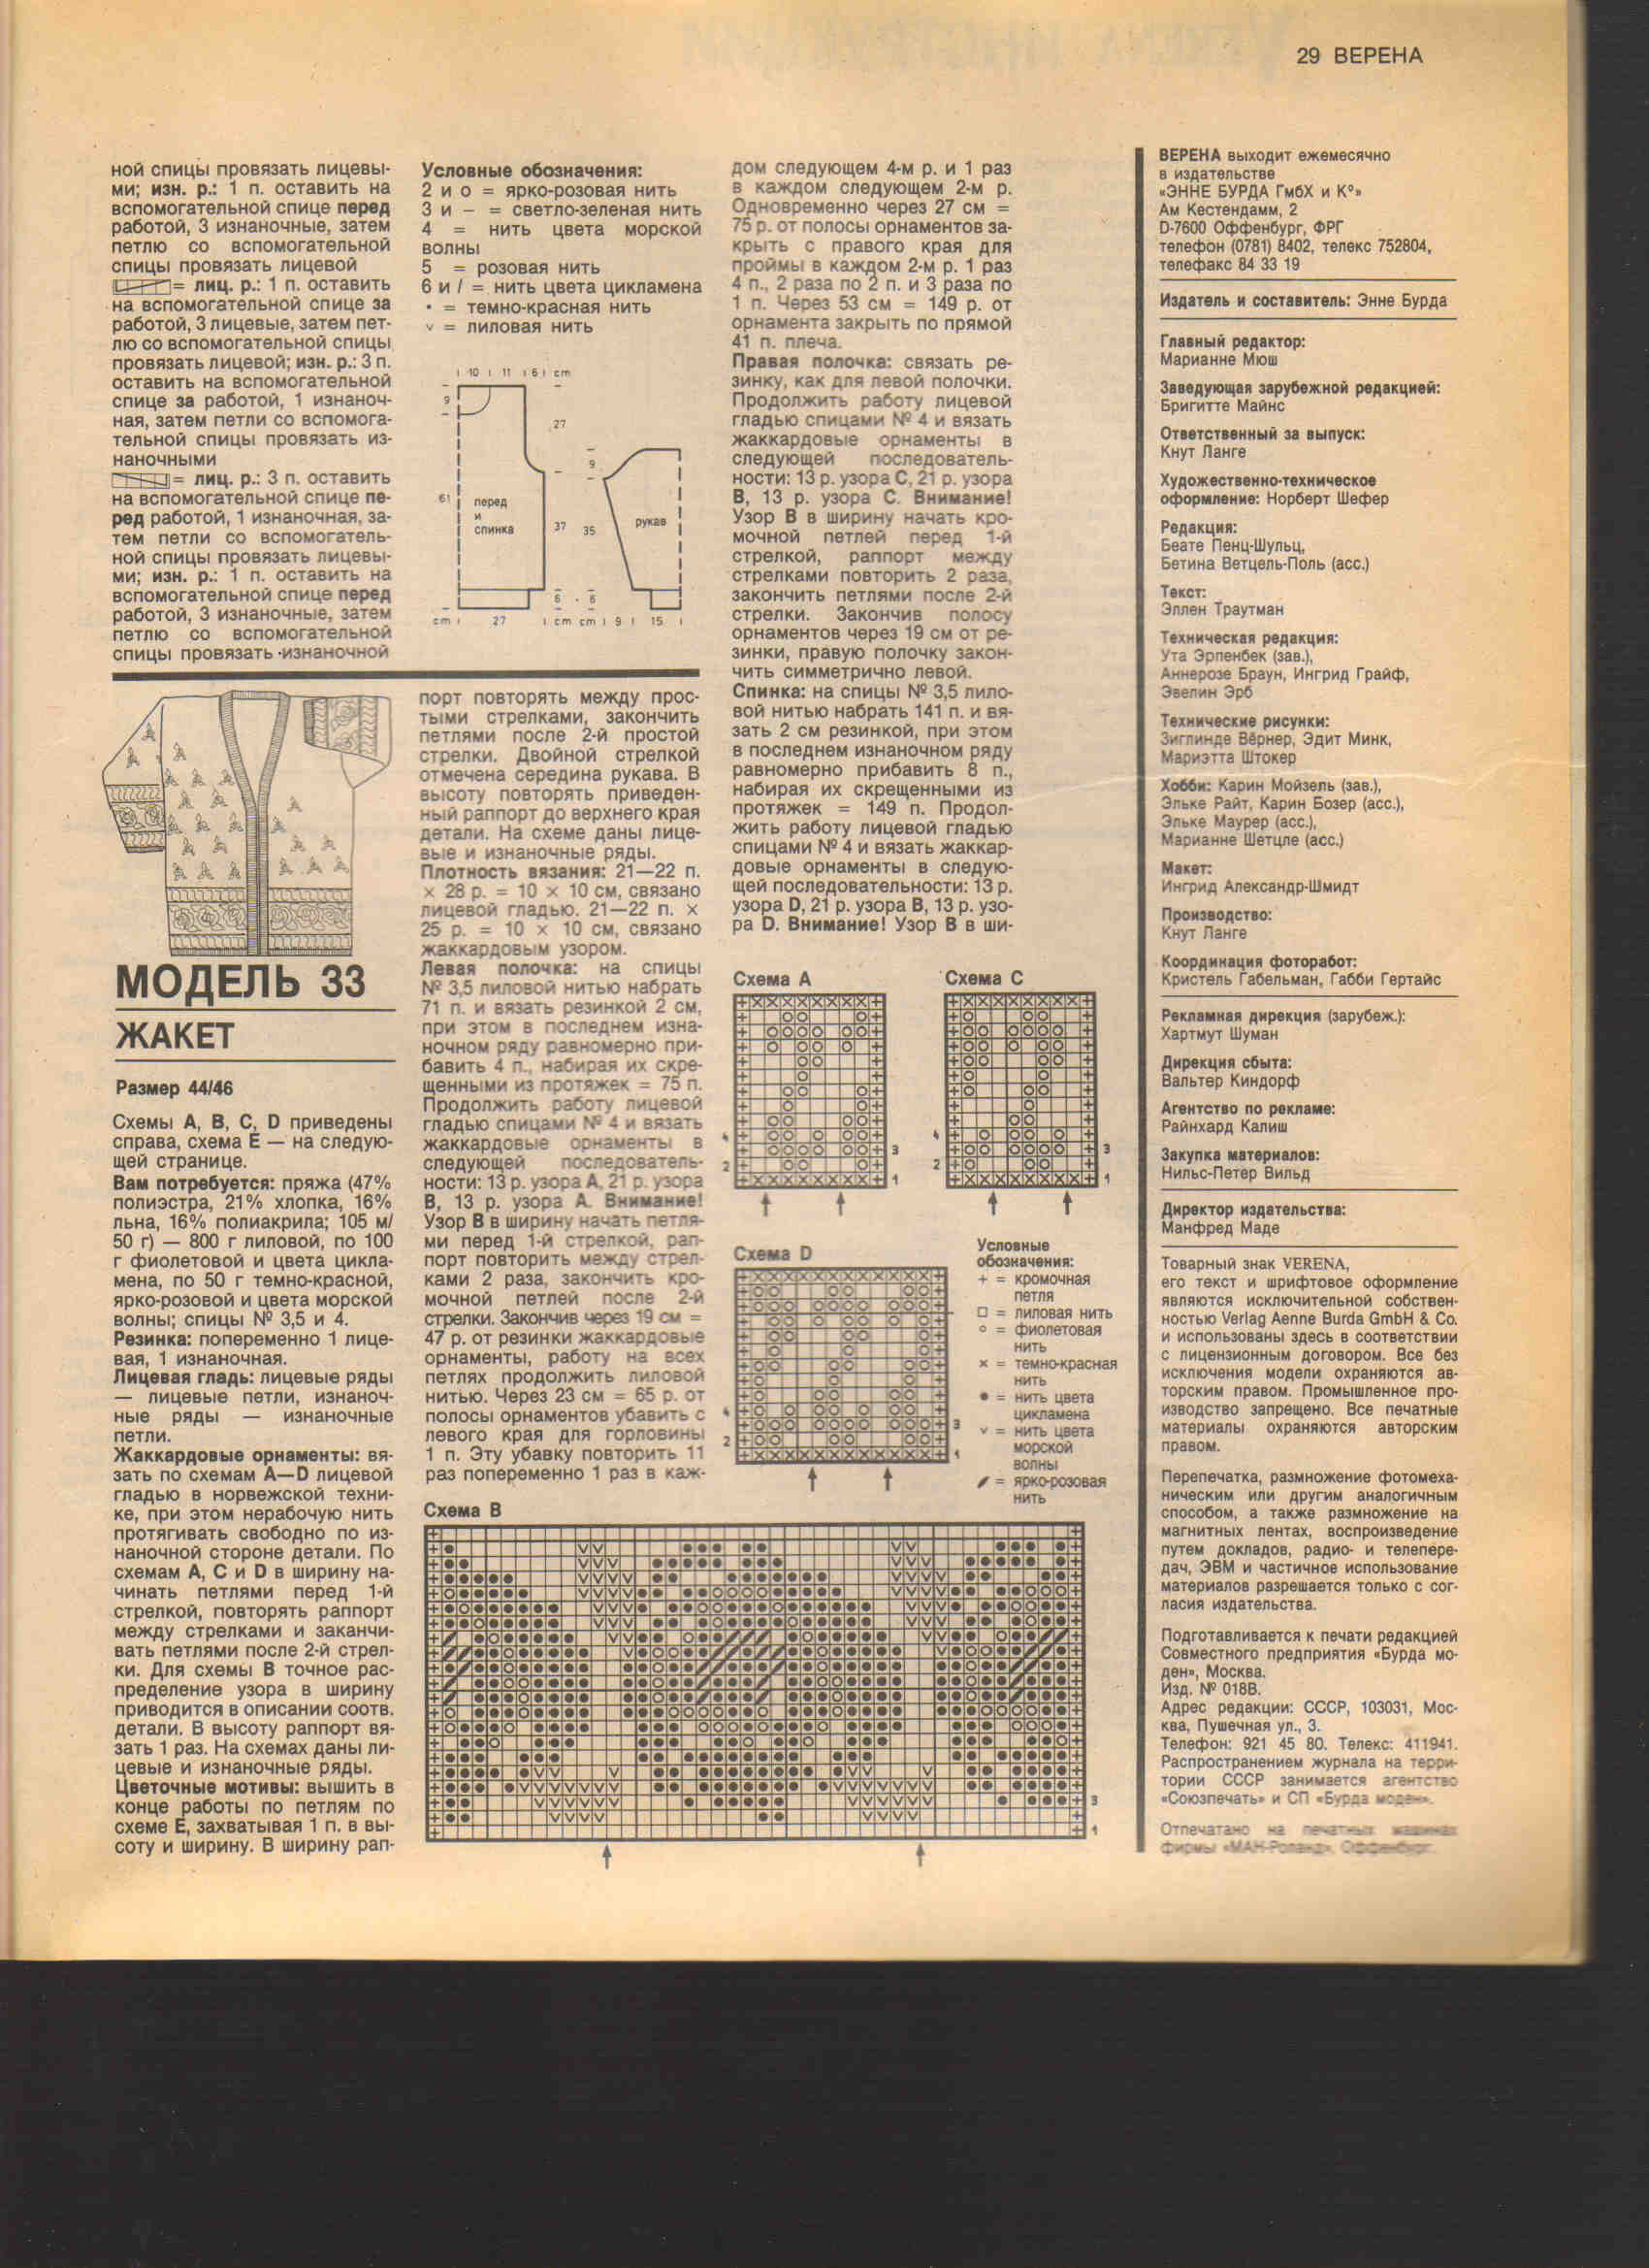 29 ВЕРЕНА
ной спицы провязать лицевы-
ми; изн. р.: 1 п. оставить на
вспомогательной спице перед
работой, 3 изнаночные, затем
петлю со вспомогательной
спицы провязать лицевой
= лиц. р.: 1 п. оставить
на вспомогательной спице за
работой, 3 лицевые, затем пет-
лю со вспомогательной спицы
провязать лицевой; изн. р.: 3 п.
оставить на вспомогательной
спице за работой, 1 изнаноч-
ная, затем петли со вспомога-
тельной спицы провязать из-
наночными
= лиц. р.: 3 п. оставить
на вспомогательной спице пе-
ред работой, 1 изнаночная, за-
тем петли со вспомогатель-
ной спицы провязать лицевы-
ми; изн. р.: 1 п. оставить на
вспомогательной спице перед
работой, 3 изнаночные, затем
петлю со вспомогательной
спицы провязать изнаночной
Условные обозначения:
2 и о = ярко-розовая нить
3 и – = светло-зеленая нить
4 = нить цвета морской
волны
5 = розовая нить
6 и / = нить цвета цикламена
• = темно-красная нить
v = лиловая нить
10 11 6 cm
9
27
9
61
перед
и
спинка
37
35
рукав
6 6
cm 27 cm cm 9 15
МОДЕЛЬ 33
ЖАКЕТ
Размер 44/46
Схемы А, В, С, D приведены
справа, схема Е — на следую-
щей странице.
Вам потребуется: пряжа (47%
полиэстра, 21% хлопка, 16%
льна, 16% полиакрила; 105 м/
50 г) — 800 г лиловой, по 100
г фиолетовой и цвета цикла-
мена, по 50 г темно-красной,
ярко-розовой и цвета морской
волны; спицы № 3,5 и 4.
Резинка: попеременно 1 лице-
вая, 1 изнаночная.
Лицевая гладь: лицевые ряды
— лицевые петли, изнаноч-
ные ряды — изнаночные
петли.
Жаккардовые орнаменты: вя-
зать по схемам А—D лицевой
гладью в норвежской техни-
ке, при этом нерабочую нить
протягивать свободно по из-
наночной стороне детали. По
схемам А, С и D в ширину на-
чинать петлями перед 1-й
стрелкой, повторять раппорт
между стрелками и заканчи-
вать петлями после 2-й стрел-
ки. Для схемы В точное рас-
пределение узора в ширину
приводится в описании соотв.
детали. В высоту раппорт вя-
зать 1 раз. На схемах даны ли-
цевые и изнаночные ряды.
Цветочные мотивы: вышить в
конце работы по петлям по
схеме Е, захватывая 1 п. в вы-
соту и ширину. В ширину рап-
порт повторять между прос-
тыми стрелками, закончить
петлями после 2-й простой
стрелки. Двойной стрелкой
отмечена середина рукава. В
высоту повторять приведен-
ный раппорт до верхнего края
детали. На схеме даны лице-
вые и изнаночные ряды.
Плотность вязания: 21—22 п.
× 28 р. = 10 × 10 см, связано
лицевой гладью. 21—22 п. ×
25 р. = 10 × 10 см, связано
жаккардовым узором.
Левая полочка: на спицы
№ 3,5 лиловой нитью набрать
71 п. и вязать резинкой 2 см,
при этом в последнем изна-
ночном ряду равномерно при-
бавить 4 п., набирая их скре-
щенными из протяжек = 75 п.
Продолжить работу лицевой
гладью спицами № 4 и вязать
жаккардовые орнаменты в
следующей последователь-
ности: 13 р. узора А, 21 р. узора
В, 13 р. узора А. Внимание!
Узор В в ширину начать петля-
ми перед 1-й стрелкой, рап-
порт повторить между стрел-
ками 2 раза, закончить кро-
мочной петлей после 2-й
стрелки. Закончив через 19 см =
47 р. от резинки жаккардовые
орнаменты, работу на всех
петлях продолжить лиловой
нитью. Через 23 см = 65 р. от
полосы орнаментов убавить с
левого края для горловины
1 п. Эту убавку повторить 11
раз попеременно 1 раз в каж-
дом следующем 4-м р. и 1 раз
в каждом следующем 2-м р.
Одновременно через 27 см =
75 р. от полосы орнаментов за-
крыть с правого края для
проймы в каждом 2-м р. 1 раз
4 п., 2 раза по 2 п. и 3 раза по
1 п. Через 53 см = 149 р. от
орнамента закрыть по прямой
41 п. плеча.
Правая полочка: связать ре-
зинку, как для левой полочки.
Продолжить работу лицевой
гладью спицами № 4 и вязать
жаккардовые орнаменты в
следующей последователь-
ности: 13 р. узора С, 21 р. узора
В, 13 р. узора С. Внимание!
Узор В в ширину начать кро-
мочной петлей перед 1-й
стрелкой, раппорт между
стрелками повторить 2 раза,
закончить петлями после 2-й
стрелки. Закончив полосу
орнаментов через 19 см от ре-
зинки, правую полочку закон-
чить симметрично левой.
Спинка: на спицы № 3,5 лило-
вой нитью набрать 141 п. и вя-
зать 2 см резинкой, при этом
в последнем изнаночном ряду
равномерно прибавить 8 п.,
набирая их скрещенными из
протяжек = 149 п. Продол-
жить работу лицевой гладью
спицами № 4 и вязать жаккар-
довые орнаменты в следую-
щей последовательности: 13 р.
узора D, 21 р. узора В, 13 р. узо-
ра D. Внимание! Узор В в ши-
Схема А
4
2
3
1
Схема С
4
2
3
1
Схема D
4
2
3
1
Условные
обозначения:
+ = кромочная
петля
□ = лиловая нить
о = фиолетовая
нить
× = темно-красная
нить
● = нить цвета
цикламена
v = нить цвета
морской
волны
/ = ярко-розовая
нить
Схема В
3
1
ВЕРЕНА выходит ежемесячно
в издательстве
«ЭННЕ БУРДА ГмбХ и К°»
Ам Кестендамм, 2
D-7600 Оффенбург, ФРГ
телефон (0781) 8402, телекс 752804,
телефакс 84 33 19
Издатель и составитель: Энне Бурда
Главный редактор:
Марианне Мюш
Заведующая зарубежной редакцией:
Бригитте Майнс
Ответственный за выпуск:
Кнут Ланге
Художественно-техническое
оформление: Норберт Шефер
Редакция:
Беате Пенц-Шульц,
Бетина Ветцель-Поль (асс.)
Текст:
Эллен Траутман
Техническая редакция:
Ута Эрпенбек (зав.),
Аннерозе Браун, Ингрид Грайф,
Эвелин Эрб
Технические рисунки:
Зиглинде Вёрнер, Эдит Минк,
Мариэтта Штокер
Хобби: Карин Мойзель (зав.),
Эльке Райт, Карин Бозер (асс.),
Эльке Маурер (асс.),
Марианне Шетцле (асс.)
Макет:
Ингрид Александр-Шмидт
Производство:
Кнут Ланге
Координация фоторабот:
Кристель Габельман, Габби Гертайс
Рекламная дирекция (зарубеж.):
Хартмут Шуман
Дирекция сбыта:
Вальтер Киндорф
Агентство по рекламе:
Райнхард Калиш
Закупка материалов:
Нильс-Петер Вильд
Директор издательства:
Манфред Маде
Товарный знак VERENA,
его текст и шрифтовое оформление
являются исключительной собствен-
ностью Verlag Aenne Burda GmbH & Co.
и использованы здесь в соответствии
с лицензионным договором. Все без
исключения модели охраняются ав-
торским правом. Промышленное про-
изводство запрещено. Все печатные
материалы охраняются авторским
правом.
Перепечатка, размножение фотомеха-
ническим или другим аналогичным
способом, а также размножение на
магнитных лентах, воспроизведение
путем докладов, радио- и телепере-
дач, ЭВМ и частичное использование
материалов разрешается только с сог-
ласия издательства.
Подготавливается к печати редакцией
Совместного предприятия «Бурда мо-
ден», Москва.
Изд. № 018В.
Адрес редакции: СССР, 103031, Мос-
ква, Пушечная ул., 3.
Телефон: 921 45 80. Телекс: 411941.
Распространением журнала на терри-
тории СССР занимается агентство
«Союзпечать» и СП «Бурда моден».
Отпечатано на печатных машинах
фирмы «МАН-Роланд», Оффенбург.